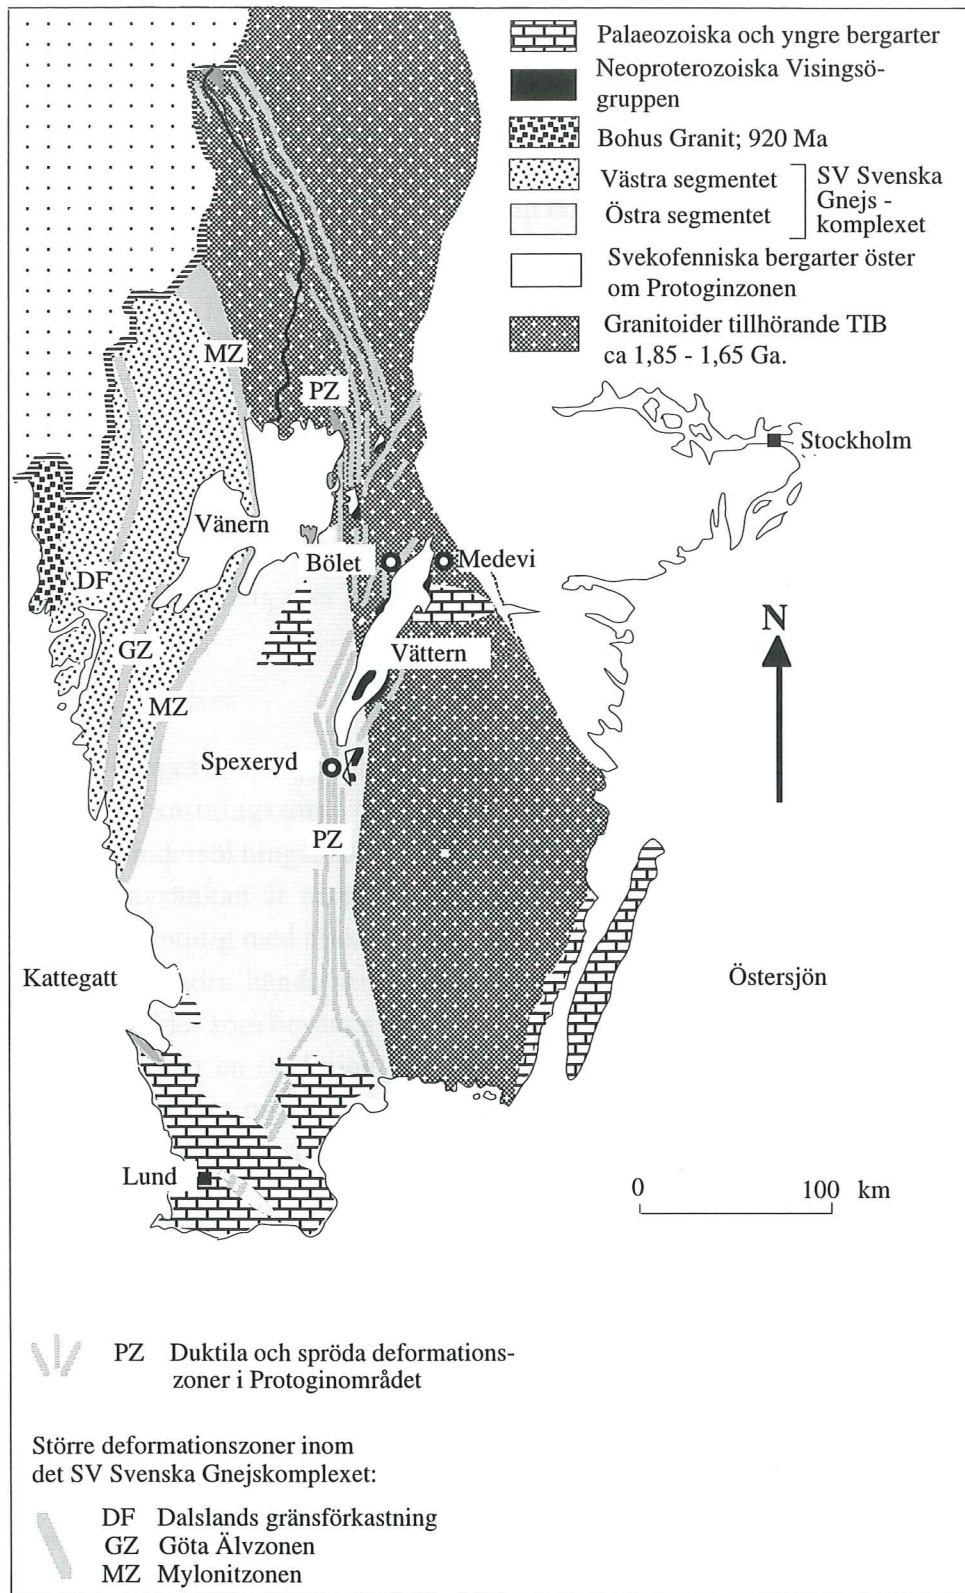 Palaeozoiska och yngre bergarter
Neoproterozoiska Visingsö-
gruppen
Bohus Granit; 920 Ma
Västra segmentet
Östra segmentet
SV Svenska
Gnejs -
komplexet
Svekofenniska bergarter öster
om Protoginzonen
Granitoider tillhörande TIB
ca 1,85 - 1,65 Ga.
MZ
PZ
Stockholm
Vänern
Bölet
Medevi
DF
N
GZ
Vättern
MZ
Spexeryd
PZ
Kattegatt
Östersjön
Lund
0 100 km
PZ Duktila och spröda deformations-
zoner i Protoginområdet
Större deformationszoner inom
det SV Svenska Gnejskomplexet:
DF Dalslands gränsförkastning
GZ Göta Älvzonen
MZ Mylonitzonen